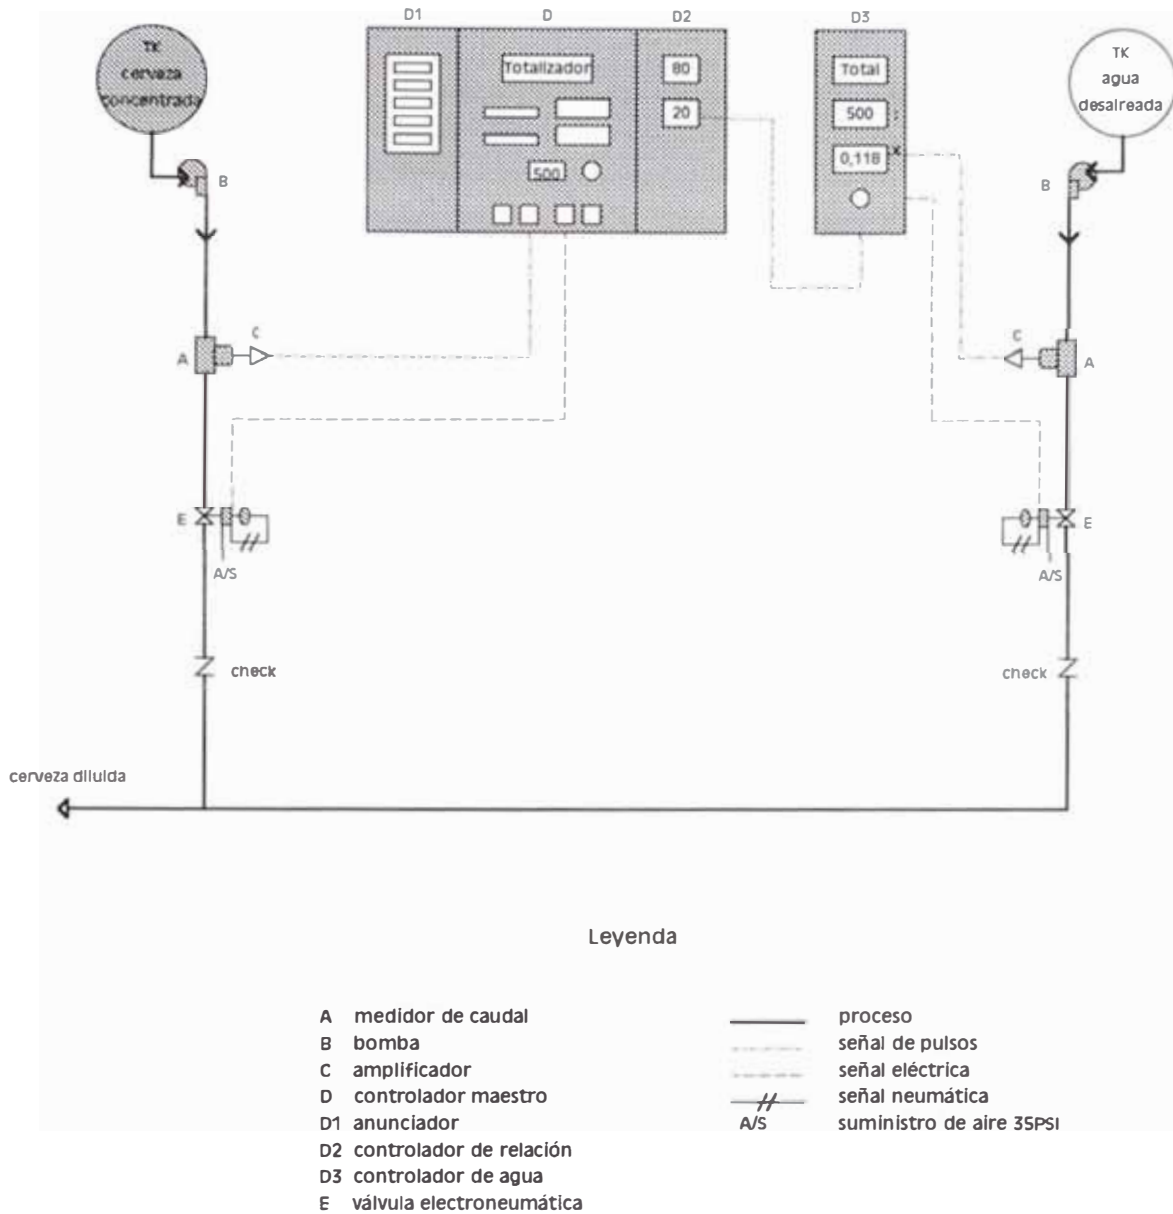 D1 D D2 D3
TK
cerveza
concentrada
Totalizador
500
80
20
Total
500
0,118
X
TK
agua
desaireada
B
B
C
A
C
A
E
A/S
E
A/S
check
check
cerveza diluida
Leyenda
A medidor de caudal
B bomba
C amplificador
D controlador maestro
D1 anunciador
D2 controlador de relación
D3 controlador de agua
E válvula electroneumática
proceso
señal de pulsos
señal eléctrica
señal neumática
A/S suministro de aire 35PSI